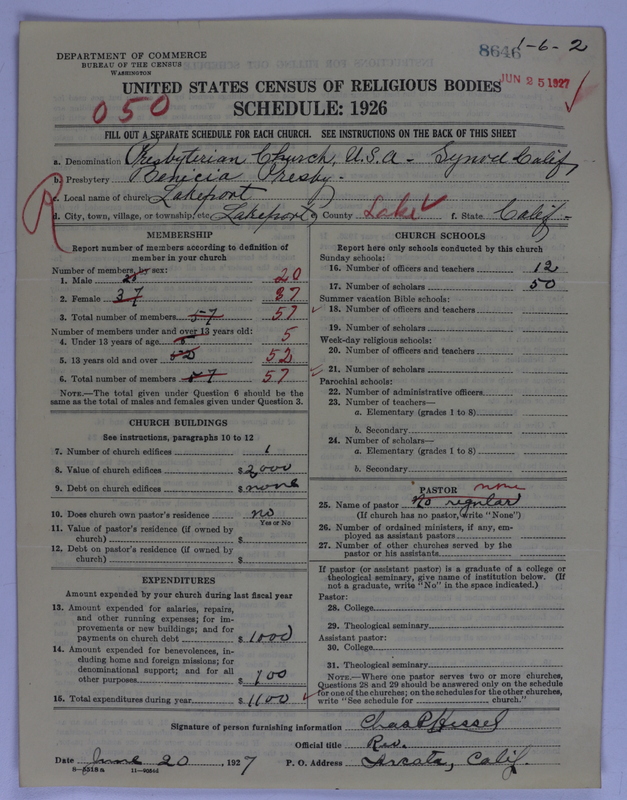 8646 1-6-2
DEPARTMENT OF COMMERCE
BUREAU OF THE CENSUS
WASHINGTON
JUN 25 1927
UNITED STATES CENSUS OF RELIGIOUS BODIES
050
SCHEDULE: 1926
FILL OUT A SEPARATE SCHEDULE FOR EACH CHURCH. SEE INSTRUCTIONS ON THE BACK OF THIS SHEET
a. Denomination Presbyterian Church, U.S.A - Synod Calif,
b. Presbytery Benicia Presby -
c. Local name of church Lakeport
R
d. City, town, village, or township, etc. Lakeport, County Lake f. State Calif -
MEMBERSHIP
Report number of members according to definition of member in your church
Number of members, by sex:
1. Male 20 20
2. Female 37 37
3. Total number of members 57 57
Number of members under and over 13 years old:
4. Under 13 years of age 5 5
5. 13 years old and over 52 52
6. Total number of members 57 57
NOTE.—The total given under Question 6 should be the same as the total of males and females given under Question 3.
CHURCH BUILDINGS
See instructions, paragraphs 10 to 12
7. Number of church edifices 1
8. Value of church edifices $2000
9. Debt on church edifices $none
10. Does church own pastor's residence no
Yes or No
11. Value of pastor's residence (if owned by church) $
12. Debt on pastor's residence (if owned by church) $
EXPENDITURES
Amount expended by your church during last fiscal year
13. Amount expended for salaries, repairs, and other running expenses; for improvements or new buildings; and for payments on church debt $1000
14. Amount expended for benevolences, including home and foreign missions; for denominational support; and for all other purposes $100
15. Total expenditures during year $1100
CHURCH SCHOOLS
Report here only schools conducted by this church
Sunday schools:
16. Number of officers and teachers 12
17. Number of scholars 50
Summer vacation Bible schools:
18. Number of officers and teachers
19. Number of scholars
Week-day religious schools:
20. Number of officers and teachers
21. Number of scholars
Parochial schools:
22. Number of administrative officers
23. Number of teachers—
a. Elementary (grades 1 to 8)
b. Secondary
24. Number of scholars—
a. Elementary (grades 1 to 8)
b. Secondary
PASTOR none
25. Name of pastor No regular
(If church has no pastor, write "None")
26. Number of ordained ministers, if any, employed as assistant pastors
27. Number of other churches served by the pastor or his assistants
If pastor (or assistant pastor) is a graduate of a college or theological seminary, give name of institution below. (If not a graduate, write "No" in the space indicated.)
Pastor:
28. College
29. Theological seminary
Assistant pastor:
30. College
31. Theological seminary
NOTE.—Where one pastor serves two or more churches, Questions 28 and 29 should be answered only on the schedule for one of the churches; on the schedules for the other churches, write "See schedule for church."
Signature of person furnishing information Chas P Hessel
Official title Rev.
Date June 20, 1927 P. O. Address Arcata, Calif.
8-5518a